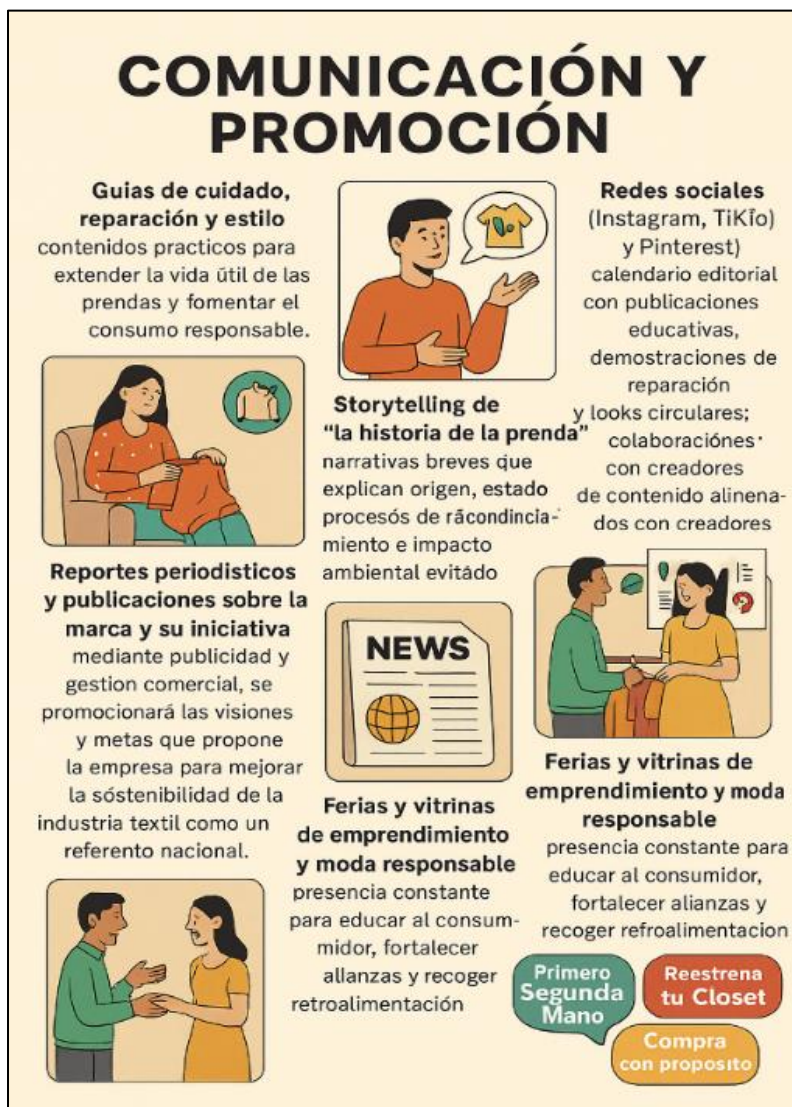 COMUNICACIÓN Y
PROMOCIÓN
Guias de cuidado,
reparación y estilo
contenidos practicos para
extender la vida útil de las
prendas y fomentar el
consumo responsable.
Storytelling de
"la historia de la prenda"
narrativas breves que
explican origen, estado
procesós de rācondincia-
miento e impacto
ambiental evitádo
Redes sociales
(Instagram, TiKĨo)
y Pinterest)
calendario editorial
con publicaciones
educativas,
demostraciones de
reparación
y looks circulares;
colaboraciónes·
con creadores
de contenido alinena-
dos con creadores
Reportes periodisticos
y publicaciones sobre la
marca y su iniciativa
mediante publicidad y
gestion comercial, se
promocionará las visiones
y metas que propone
la empresa para mejorar
la sóstenibilidad de la
industria textil como un
referento nacional.
NEWS
Ferias y vitrinas
de emprendimiento
y moda responsable
presencia constante
para educar al consum-
midor, fortalecer
allanzas y recoger
retroalimentación
Ferias y vitrinas de
emprendimiento y moda
responsable
presencia constante para
educar al consumidor,
fortalecer alianzas y
recoger refroalimentacion
Primero
Segunda
Mano
Reestrena
tu Closet
Compra
con proposito